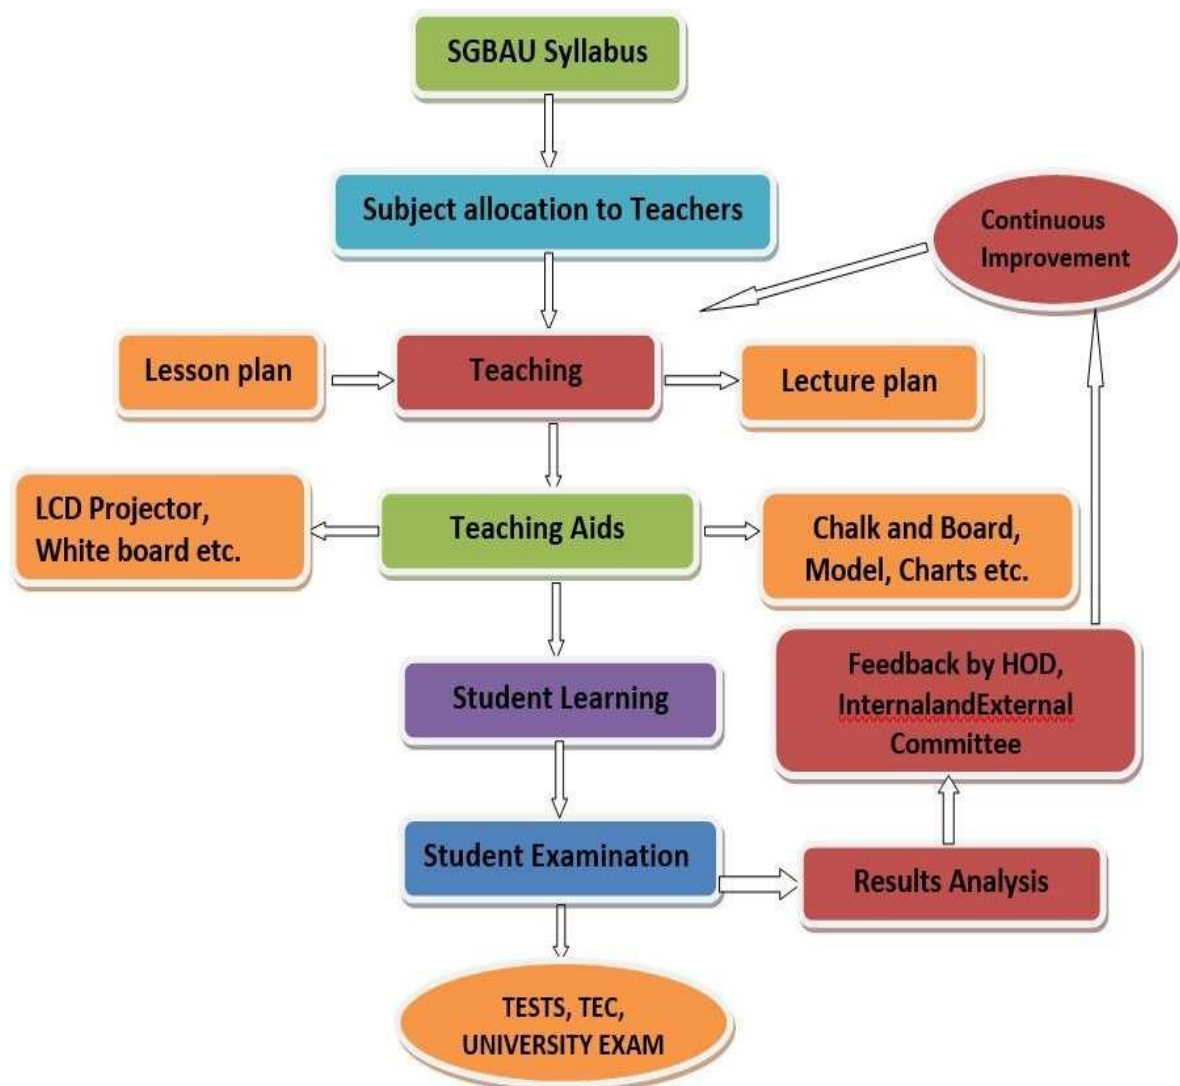 SGBAU Syllabus
Subject allocation to Teachers
Continuous
Improvement
Lesson plan
Teaching
Lecture plan
LCD Projector,
White board etc.
Teaching Aids
Chalk and Board,
Model, Charts etc.
Student Learning
Feedback by HOD,
InternalandExternal
Committee
Student Examination
Results Analysis
TESTS, TEC,
UNIVERSITY EXAM